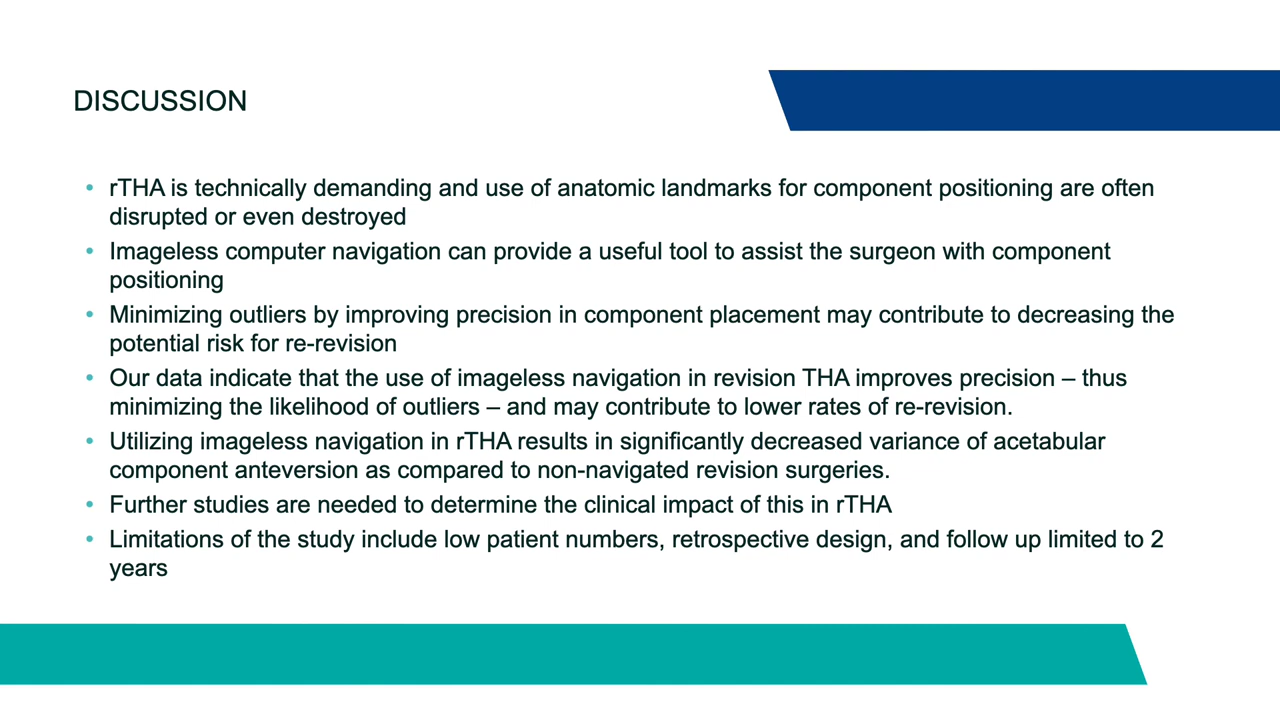 DISCUSSION
• rTHA is technically demanding and use of anatomic landmarks for component positioning are often
disrupted or even destroyed
• Imageless computer navigation can provide a useful tool to assist the surgeon with component
positioning
• Minimizing outliers by improving precision in component placement may contribute to decreasing the
potential risk for re-revision
• Our data indicate that the use of imageless navigation in revision THA improves precision – thus
minimizing the likelihood of outliers – and may contribute to lower rates of re-revision.
• Utilizing imageless navigation in rTHA results in significantly decreased variance of acetabular
component anteversion as compared to non-navigated revision surgeries.
• Further studies are needed to determine the clinical impact of this in rTHA
• Limitations of the study include low patient numbers, retrospective design, and follow up limited to 2
years